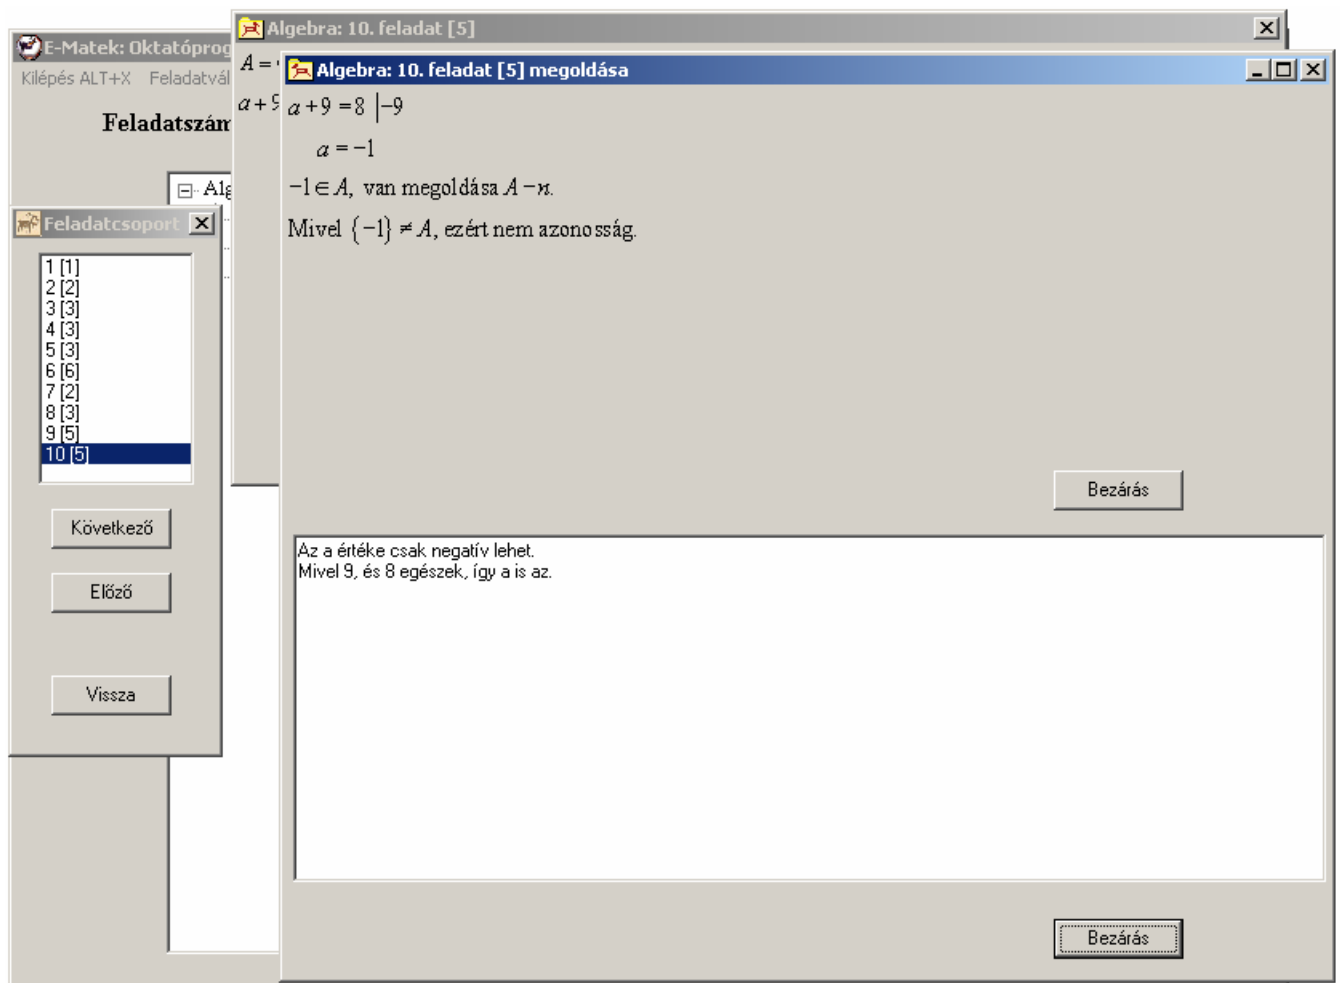 Algebra: 10. feladat [5]
E-Matek: Oktatóprog
Kilépés ALT+X Feladatvál
Feladatszám
A =
a + 9
Alg
Algebra: 10. feladat [5] megoldása
a + 9 = 8 |−9
a = −1
−1 ∈ A, van megoldása A − n.
Mivel {−1} ≠ A, ezért nem azonosság.
Bezárás
Az a értéke csak negatív lehet.
Mivel 9, és 8 egészek, így a is az.
Bezárás
Feladatcsoport
1 [1]
2 [2]
3 [3]
4 [3]
5 [3]
6 [6]
7 [2]
8 [3]
9 [5]
10 [5]
Következő
Előző
Vissza